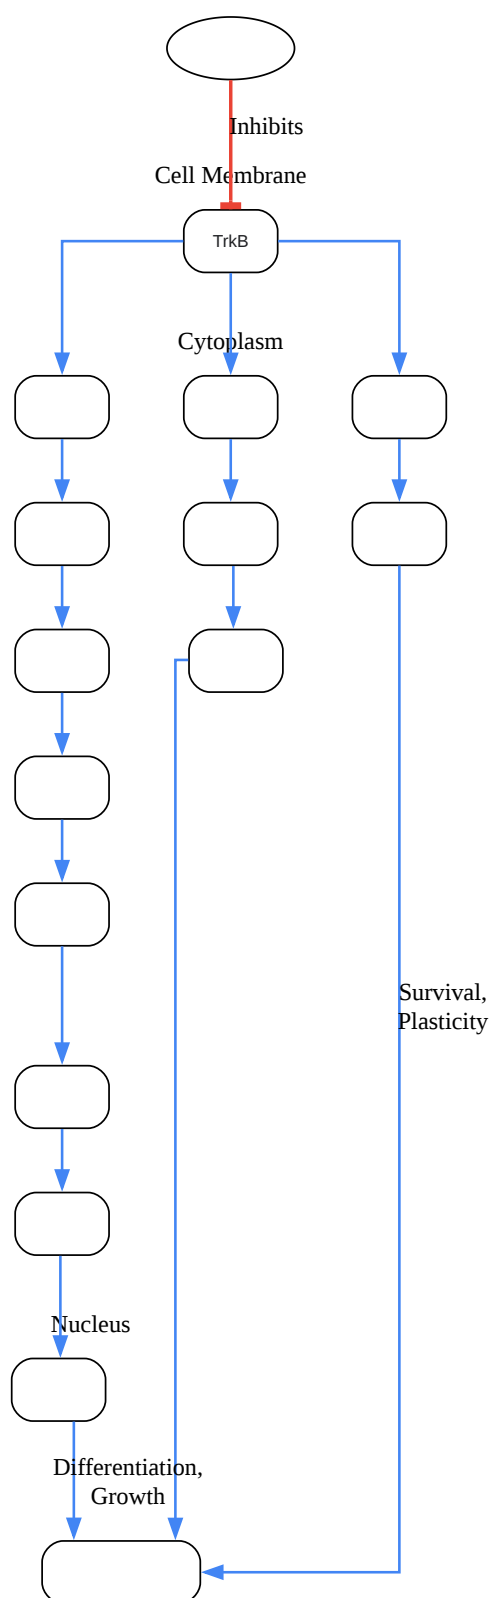 Inhibits
Cell Membrane
TrkB
Cytoplasm
Survival,
Plasticity
Nucleus
Differentiation,
Growth